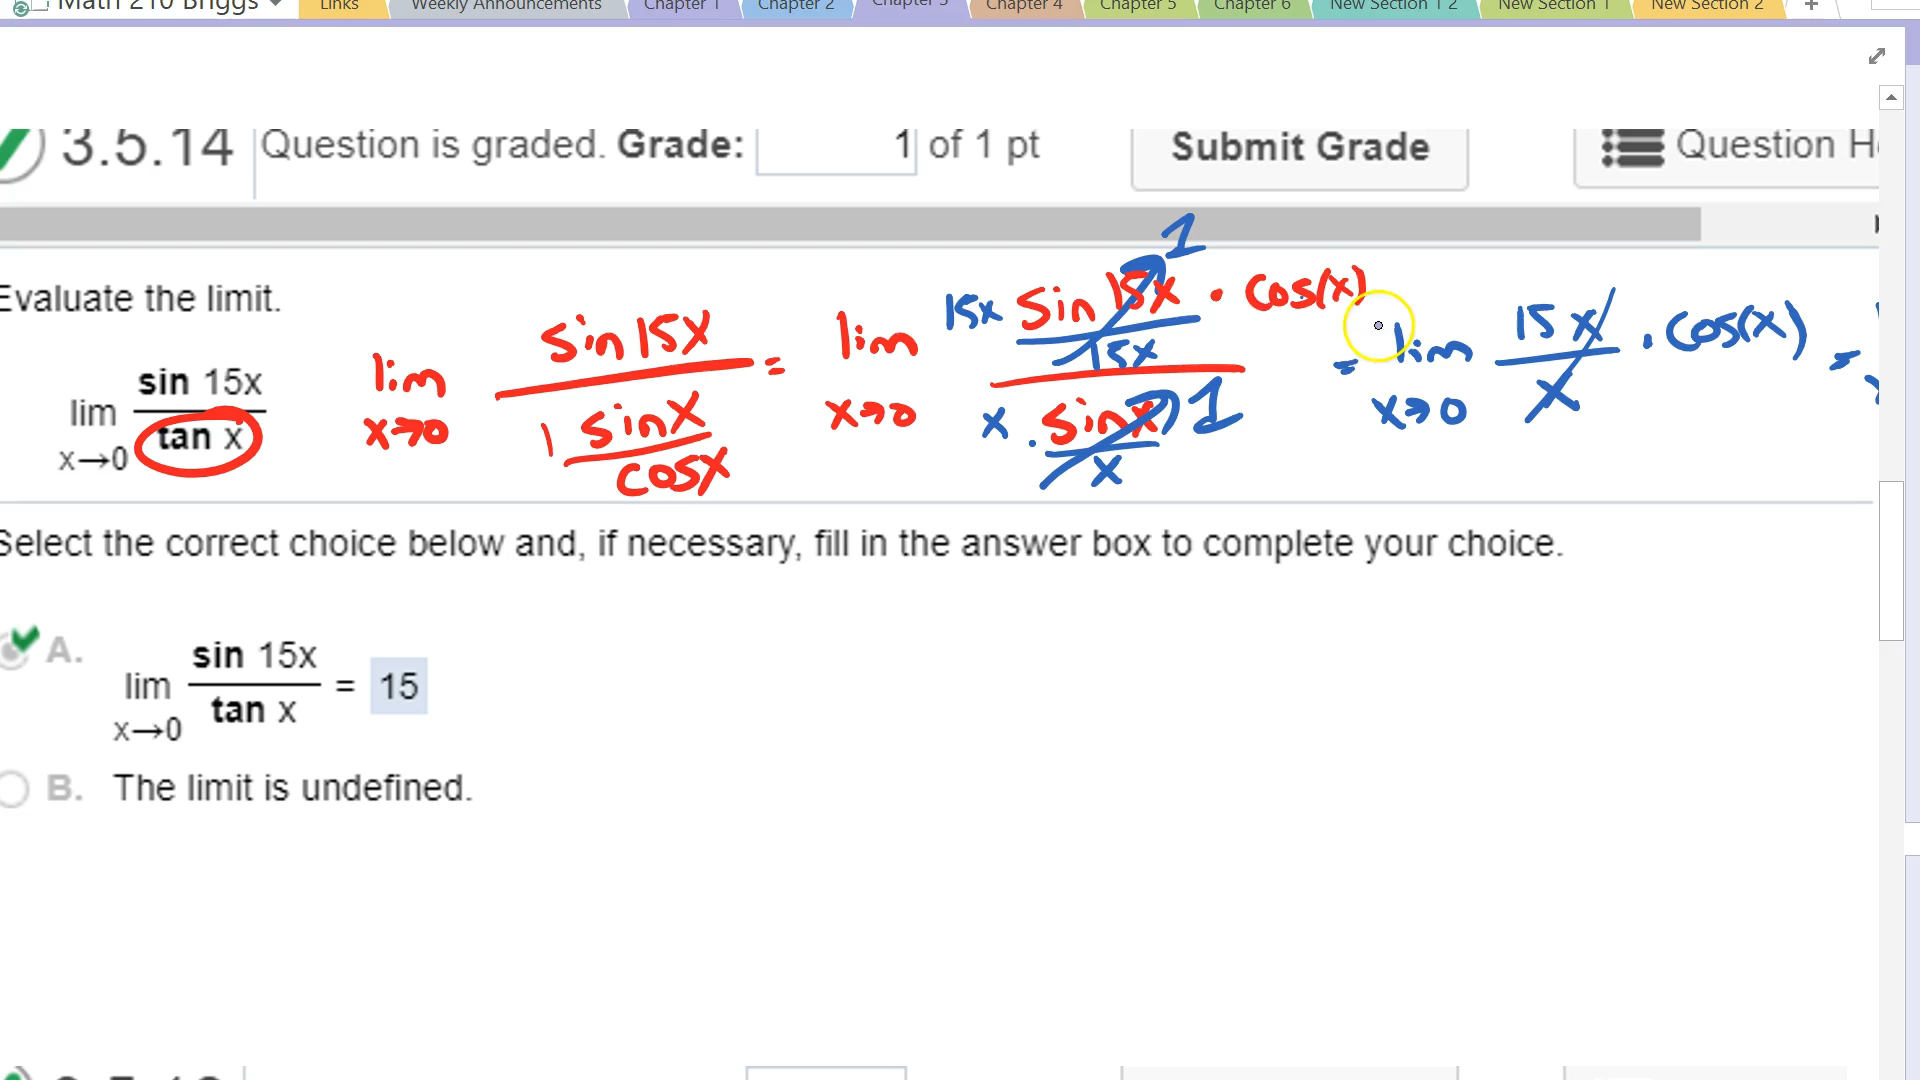 Math 210 Briggs Links Weekly Announcements Chapter 1 Chapter 2 Chapter 3 Chapter 4 Chapter 5 Chapter 6 New Section 1 2 New Section 1 New Section 2 +
3.5.14 Question is graded. Grade: 1 of 1 pt Submit Grade Question H
Evaluate the limit.
lim x→0 sin 15x / tan x
lim x→0 sin 15x / 1 sin x / cos x = lim x→0 15x sin 15x / 15x 1 · cos(x) / x · sin x / x 1 = lim x→0 15x / x · cos(x) =
Select the correct choice below and, if necessary, fill in the answer box to complete your choice.
A. lim x→0 sin 15x / tan x = 15
B. The limit is undefined.